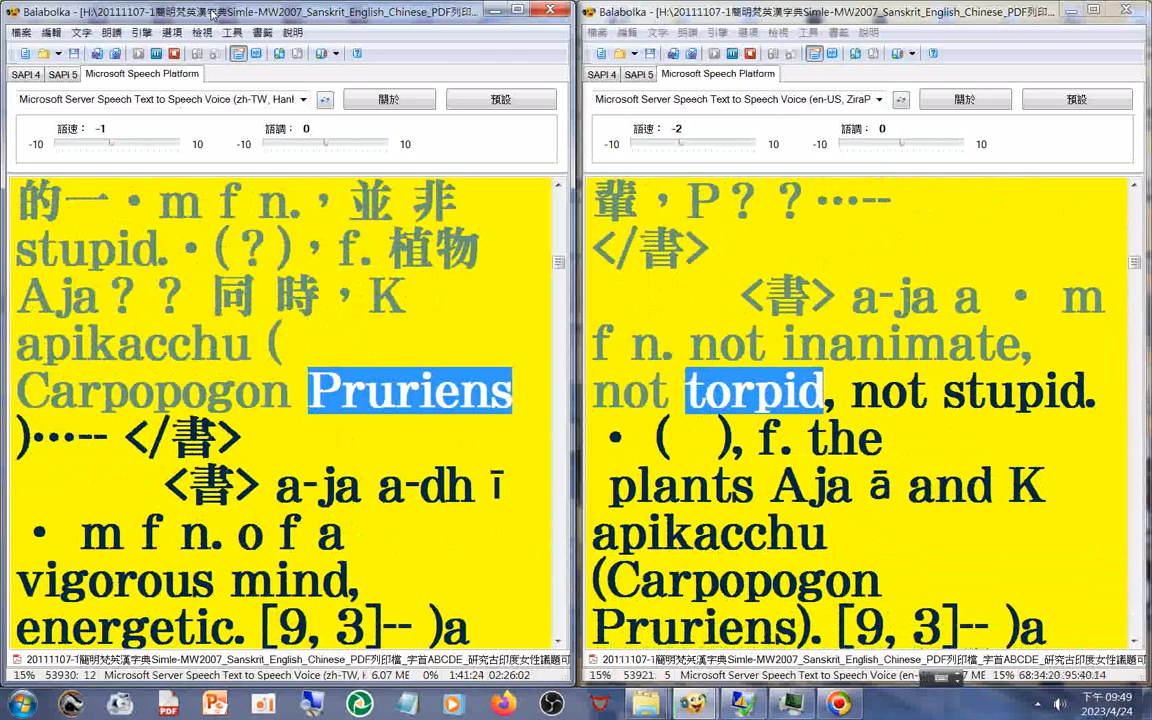 Balabolka - [H:\20111107-1簡明梵英漢字典Simle-MW2007_Sanskrit_English_Chinese_PDF列印...
檔案 編輯 文字 朗讀 引擎 選項 檢視 工具 書籤 說明
SAPI 4 SAPI 5 Microsoft Speech Platform
Microsoft Server Speech Text to Speech Voice (zh-TW, Hanl
關於 預設
語速： -1 語調： 0
-10 10 -10 10
的一・m f n.，並 非
stupid.・(？)，f. 植物
Aja？？ 同 時，K
apikacchu (
Carpopogon Pruriens
)…-- </書>
<書> a-ja a-dh ī
・ m f n. o f a
vigorous mind,
energetic. [9, 3]-- )a
20111107-1簡明梵英漢字典Simle-MW2007_Sanskrit_English_Chinese_PDF列印檔_字首ABCDE_研究古印度女性議題可
15% 53930: 12 Microsoft Server Speech Text to Speech Voice (zh-TW, H 6.07 MB 0% 1:41:24 02:26:02
Balabolka - [H:\20111107-1簡明梵英漢字典Simle-MW2007_Sanskrit_English_Chinese_PDF列印...
檔案 編輯 文字 朗讀 引擎 選項 檢視 工具 書籤 說明
SAPI 4 SAPI 5 Microsoft Speech Platform
Microsoft Server Speech Text to Speech Voice (en-US, ZiraP
關於 預設
語速： -2 語調： 0
-10 10 -10 10
輩，P？？…--
</書>
<書> a-ja a ・ m
f n. not inanimate,
not torpid, not stupid.
・ ( ), f. the
plants Aja ā and K
apikacchu
(Carpopogon
Pruriens). [9, 3]-- )a
20111107-1簡明梵英漢字典Simle-MW2007_Sanskrit_English_Chinese_PDF列印檔_字首ABCDE_研究古印度女性議題可
15% 53921: 5 Microsoft Server Speech Text to Speech Voice 15% 68:34:20 95:40:14
下午 09:49
2023/4/24